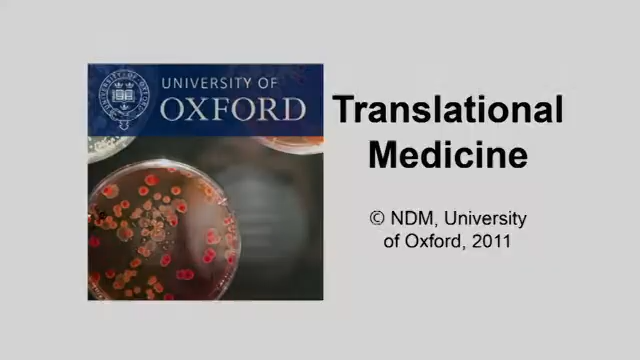 UNIVERSITY OF
OXFORD
Translational
Medicine
© NDM, University
of Oxford, 2011